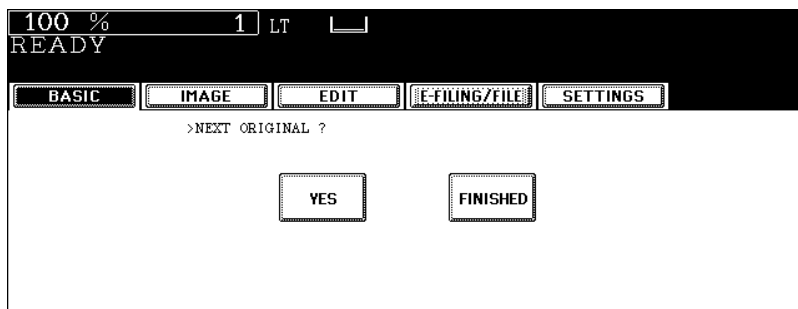 100 % 1 LT
READY
BASIC IMAGE EDIT E-FILING/FILE SETTINGS
>NEXT ORIGINAL ?
YES FINISHED